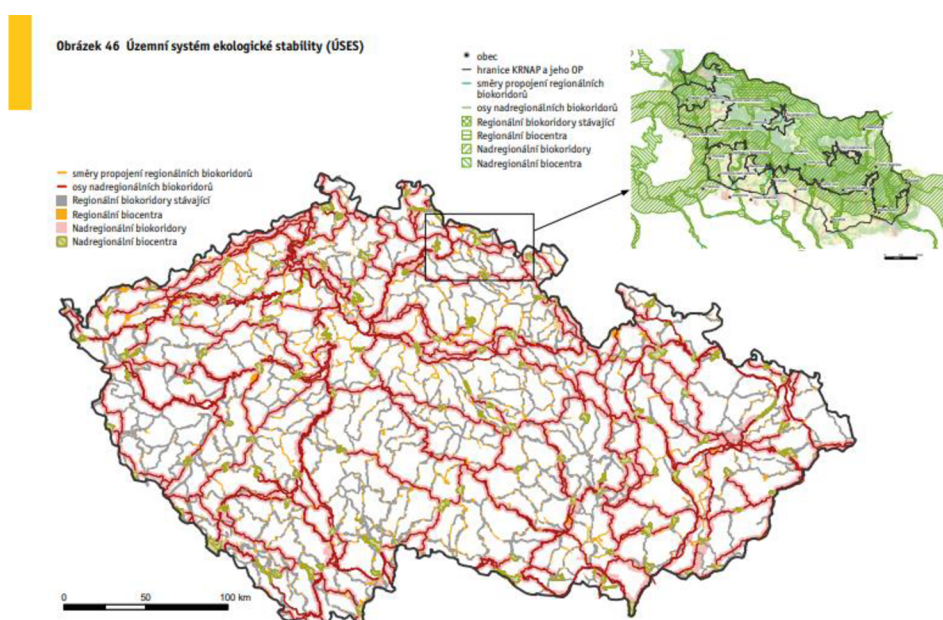 Obrázek 46 Územní systém ekologické stability (ÚSES)
obec
hranice KRNAP a jeho OP
směry propojení regionálních
biokoridorů
osy nadregionálních biokoridorů
Regionální biokoridory stávající
Regionální biocentra
Nadregionální biokoridory
Nadregionální biocentra
směry propojení regionálních biokoridorů
osy nadregionálních biokoridorů
Regionální biokoridory stávající
Regionální biocentra
Nadregionální biokoridory
Nadregionální biocentra
0 50 100 km